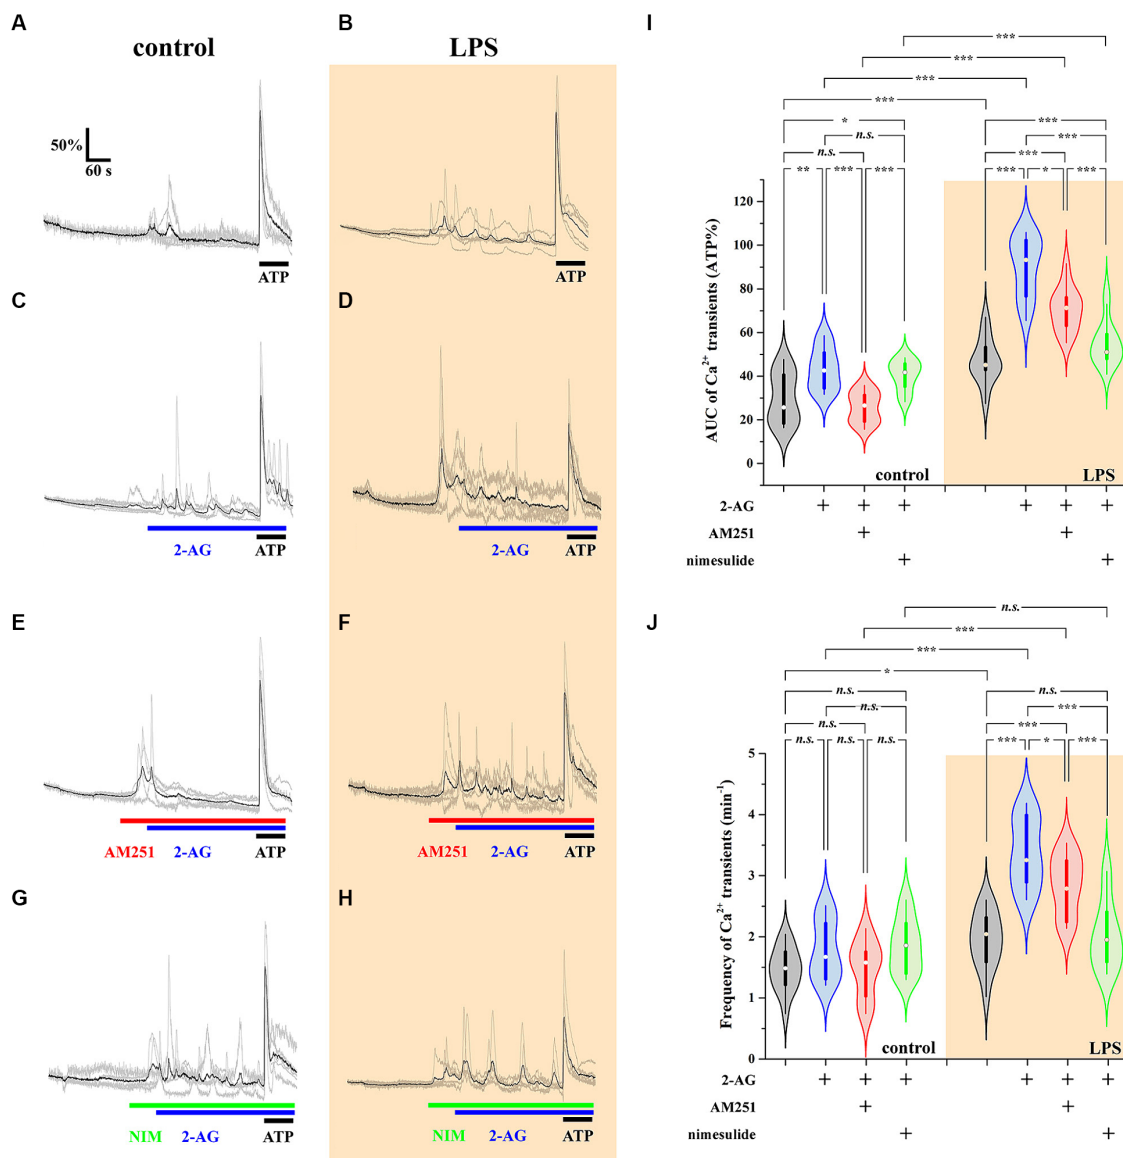 A
B
control
LPS
50%
60 s
ATP
ATP
C
D
2-AG
ATP
2-AG
ATP
E
F
AM251
2-AG
ATP
AM251
2-AG
ATP
G
H
NIM
2-AG
ATP
NIM
2-AG
ATP
I
***
***
***
***
* ***
n.s. ***
n.s. ***
** *** *** *** * ***
AUC of Ca²⁺ transients (ATP%)
120
100
80
60
40
20
0
control
LPS
2-AG + + + + + +
AM251 + +
nimesulide + +
J
n.s.
***
***
*
n.s. n.s.
n.s. ***
n.s. ***
n.s. n.s. n.s. *** * ***
Frequency of Ca²⁺ transients (min⁻¹)
5
4
3
2
1
0
control
LPS
2-AG + + + + + +
AM251 + +
nimesulide + +